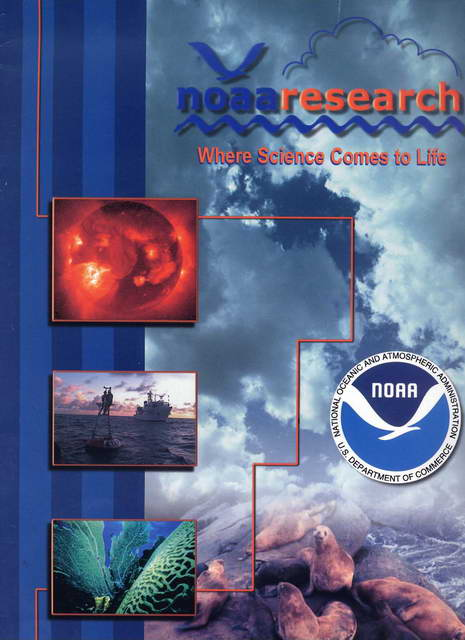 noaaresearch
Where Science Comes to Life
NATIONAL OCEANIC AND ATMOSPHERIC ADMINISTRATION
NOAA
U.S. DEPARTMENT OF COMMERCE